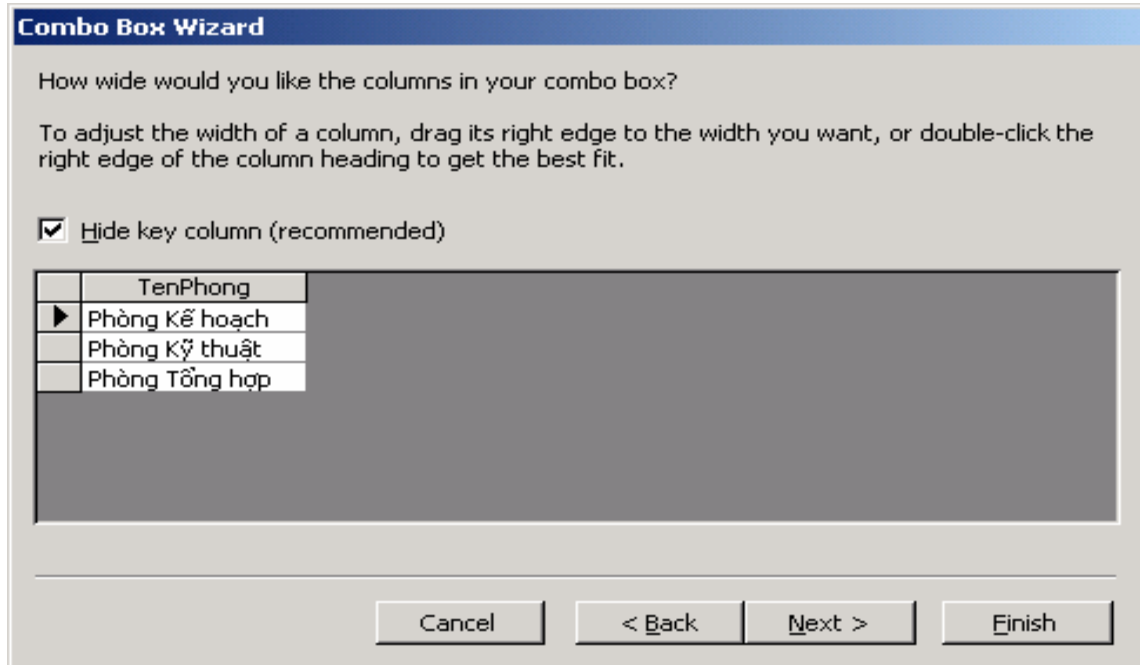 Combo Box Wizard
How wide would you like the columns in your combo box?
To adjust the width of a column, drag its right edge to the width you want, or double-click the
right edge of the column heading to get the best fit.
Hide key column (recommended)
TenPhong
Phòng Kế hoạch
Phòng Kỹ thuật
Phòng Tổng hợp
Cancel
< Back
Next >
Finish